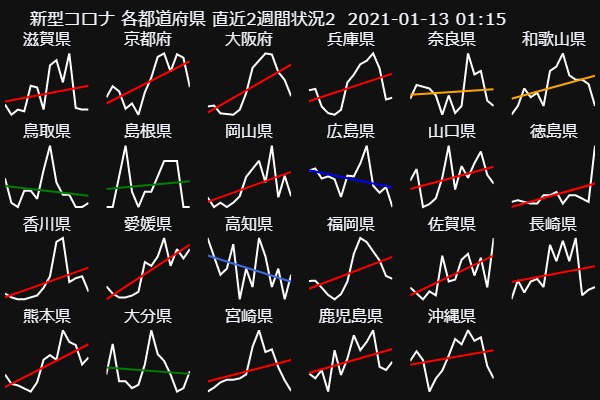 新型コロナ 各都道府県 直近2週間状況2 2021-01-13 01:15
滋賀県 京都府 大阪府 兵庫県 奈良県 和歌山県
鳥取県 島根県 岡山県 広島県 山口県 徳島県
香川県 愛媛県 高知県 福岡県 佐賀県 長崎県
熊本県 大分県 宮崎県 鹿児島県 沖縄県